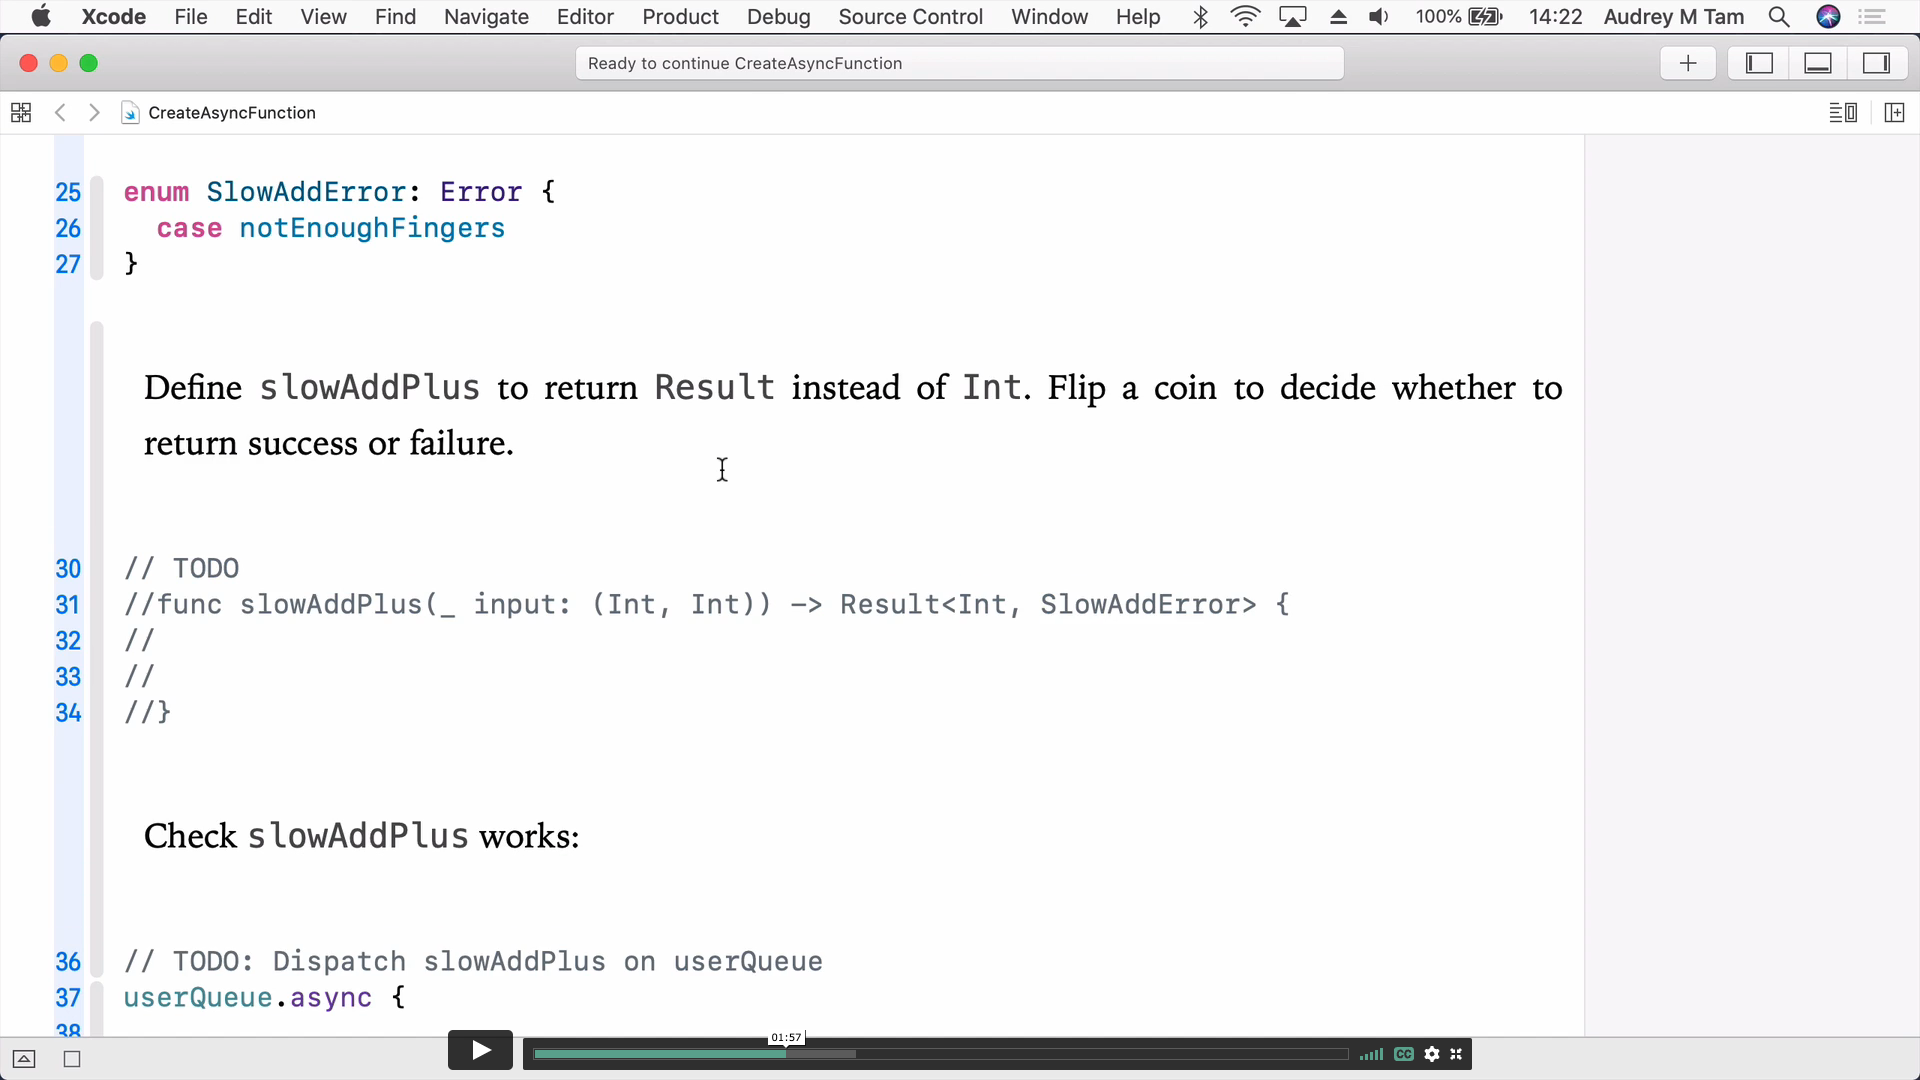 Xcode File Edit View Find Navigate Editor Product Debug Source Control Window Help 100% 14:22 Audrey M Tam
Ready to continue CreateAsyncFunction
CreateAsyncFunction
25 enum SlowAddError: Error {
26 case notEnoughFingers
27 }
Define slowAddPlus to return Result instead of Int. Flip a coin to decide whether to
return success or failure.
30 // TODO
31 //func slowAddPlus(_ input: (Int, Int)) -> Result<Int, SlowAddError> {
32 //
33 //
34 //}
Check slowAddPlus works:
36 // TODO: Dispatch slowAddPlus on userQueue
37 userQueue.async {
38
01:57
CC